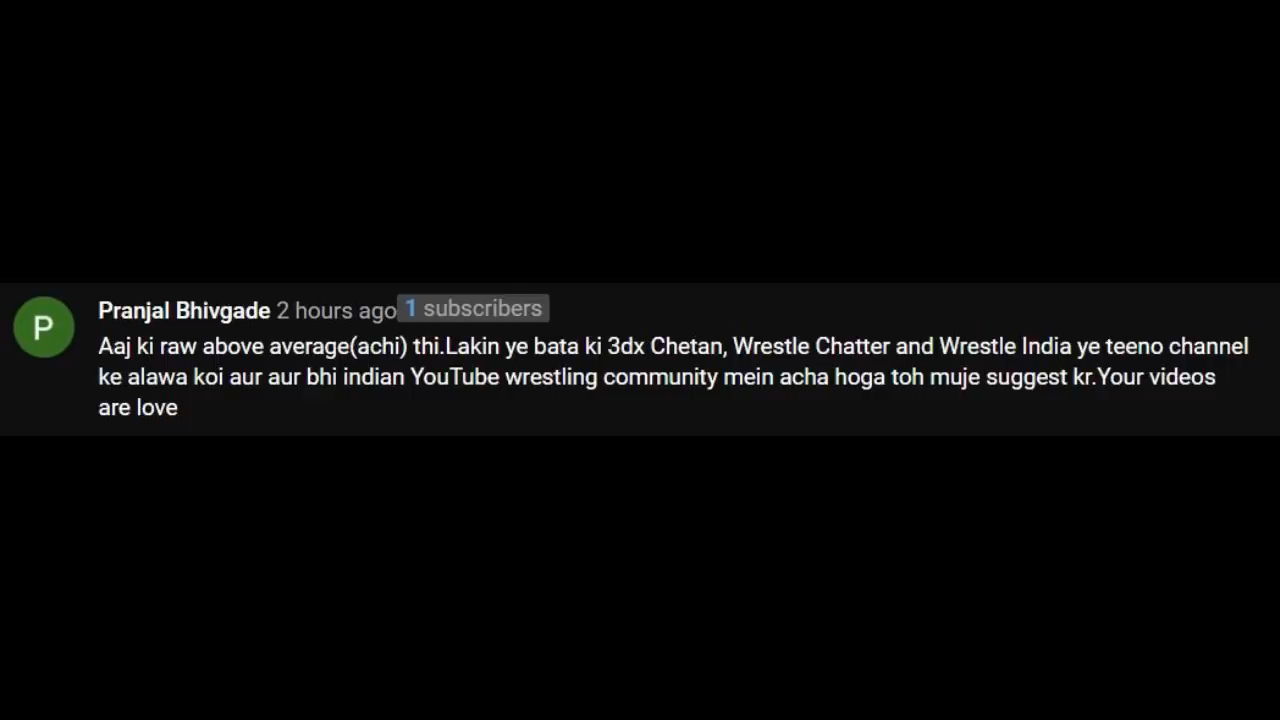 P
Pranjal Bhivgade 2 hours ago 1 subscribers
Aaj ki raw above average(achi) thi.Lakin ye bata ki 3dx Chetan, Wrestle Chatter and Wrestle India ye teeno channel
ke alawa koi aur aur bhi indian YouTube wrestling community mein acha hoga toh muje suggest kr.Your videos
are love